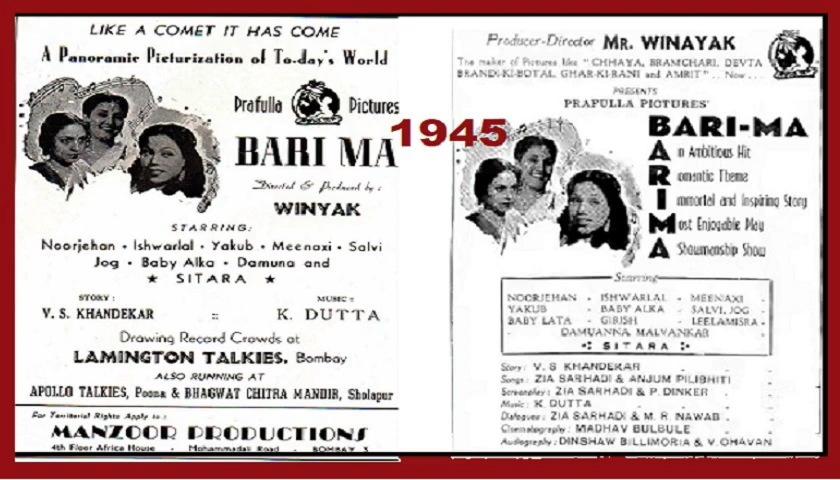 LIKE A COMET IT HAS COME
A Panoramic Picturization of To-day's World
Prafulla Pictures
BARI MA
Directed & Produced by :
WINYAK
STARRING:
Noorjehan • Ishwarlal • Yakub • Meenaxi • Salvi
Jog • Baby Alka • Damuna and
★ SITARA ★
STORY : MUSIC :
V. S. KHANDEKAR :: K. DUTTA
Drawing Record Crowds at
LAMINGTON TALKIES, Bombay
ALSO RUNNING AT
APOLLO TALKIES, Poona & BHAGWAT CHITRA MANDIR, Sholapur
For Territorial Rights Apply to :
MANZOOR PRODUCTIONS
4th Floor Africa House - Mohammadali Road - BOMBAY 3
1945
Producer-Director MR. WINAYAK
The maker of Pictures like "CHHAYA, BRAMCHARI, DEVTA
BRANDI-KI-BOTAL, GHAR-KI-RANI and AMRIT" .. Now ...
PRESENTS
PRAFULLA PICTURES'
BARI-MA
An Ambitious Hit
Romantic Theme
Immortal and Inspiring Story
Most Enjoyable Play
A Showmanship Show
Starring
NOORJEHAN - ISHWARLAL - MEENAXI -
YAKUB - BABY ALKA - SALVI, JOG -
BABY LATA - GIRISH - LEELAMISRA -
DAMUANNA MALVANKAR
SITARA
Story: V. S KHANDEKAR
Songs: ZIA SARHADI & ANJUM PILIBHITI
Screenplay: ZIA SARHADI & P. DINKER
Music: K. DUTTA
Dialogues: ZIA SARHADI & M. R. NAWAB
Cinematography: MADHAV BULBULE
Audiography: DINSHAW BILLIMORIA & V. CHAVAN